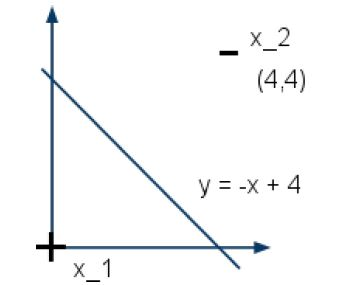 x_2
(4,4)
y = -x + 4
x_1